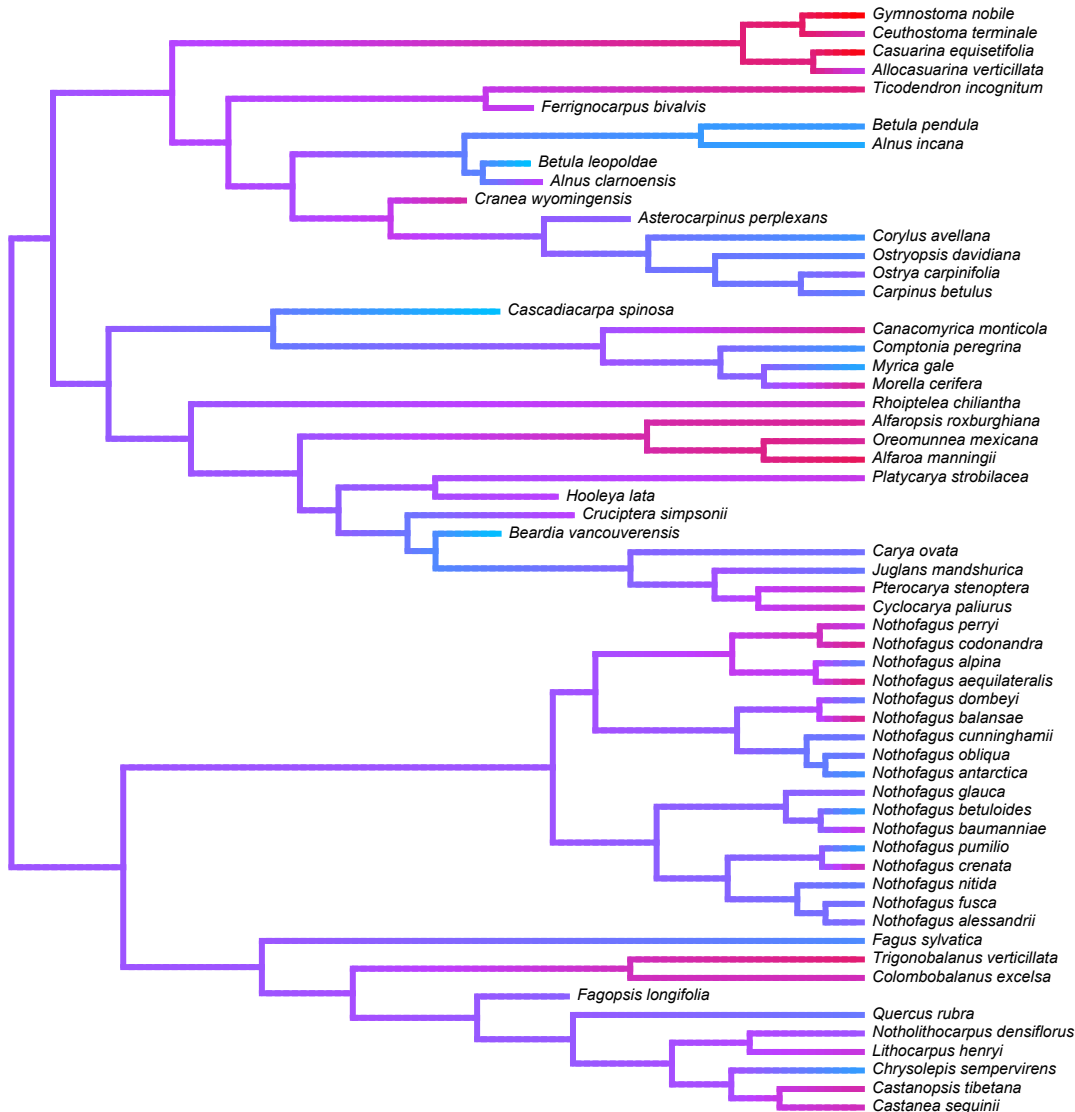 Gymnostoma nobile
Ceuthostoma terminale
Casuarina equisetifolia
Allocasuarina verticillata
Ticodendron incognitum
Ferrignocarpus bivalvis
Betula pendula
Alnus incana
Betula leopoldae
Alnus clarnoensis
Cranea wyomingensis
Asterocarpinus perplexans
Corylus avellana
Ostryopsis davidiana
Ostrya carpinifolia
Carpinus betulus
Cascadiacarpa spinosa
Canacomyrica monticola
Comptonia peregrina
Myrica gale
Morella cerifera
Rhoiptelea chiliantha
Alfaropsis roxburghiana
Oreomunnea mexicana
Alfaroa manningii
Platycarya strobilacea
Hooleya lata
Cruciptera simpsonii
Beardia vancouverensis
Carya ovata
Juglans mandshurica
Pterocarya stenoptera
Cyclocarya paliurus
Nothofagus perryi
Nothofagus codonandra
Nothofagus alpina
Nothofagus aequilateralis
Nothofagus dombeyi
Nothofagus balansae
Nothofagus cunninghamii
Nothofagus obliqua
Nothofagus antarctica
Nothofagus glauca
Nothofagus betuloides
Nothofagus baumanniae
Nothofagus pumilio
Nothofagus crenata
Nothofagus nitida
Nothofagus fusca
Nothofagus alessandrii
Fagus sylvatica
Trigonobalanus verticillata
Colombobalanus excelsa
Fagopsis longifolia
Quercus rubra
Notholithocarpus densiflorus
Lithocarpus henryi
Chrysolepis sempervirens
Castanopsis tibetana
Castanea seguinii